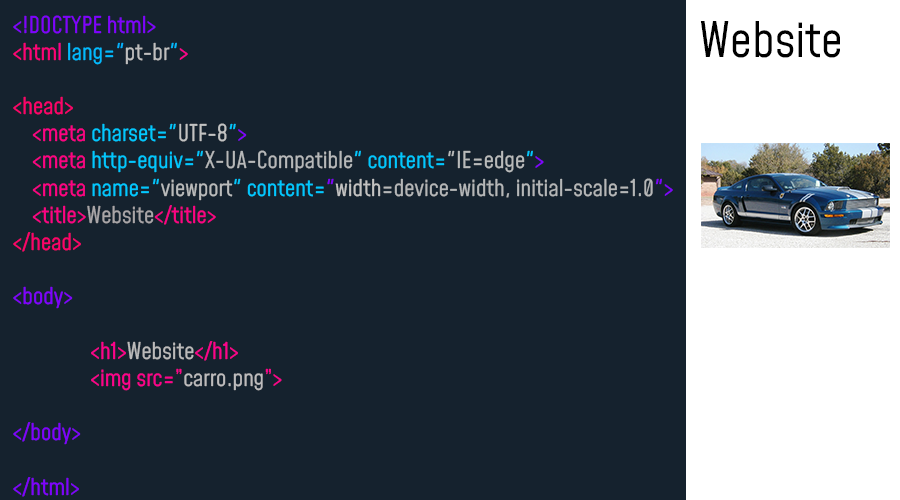 <!DOCTYPE html>
<html lang="pt-br">
<head>
<meta charset="UTF-8">
<meta http-equiv="X-UA-Compatible" content="IE=edge">
<meta name="viewport" content="width=device-width, initial-scale=1.0">
<title>Website</title>
</head>
<body>
<h1>Website</h1>
<img src="carro.png">
</body>
</html>
Website